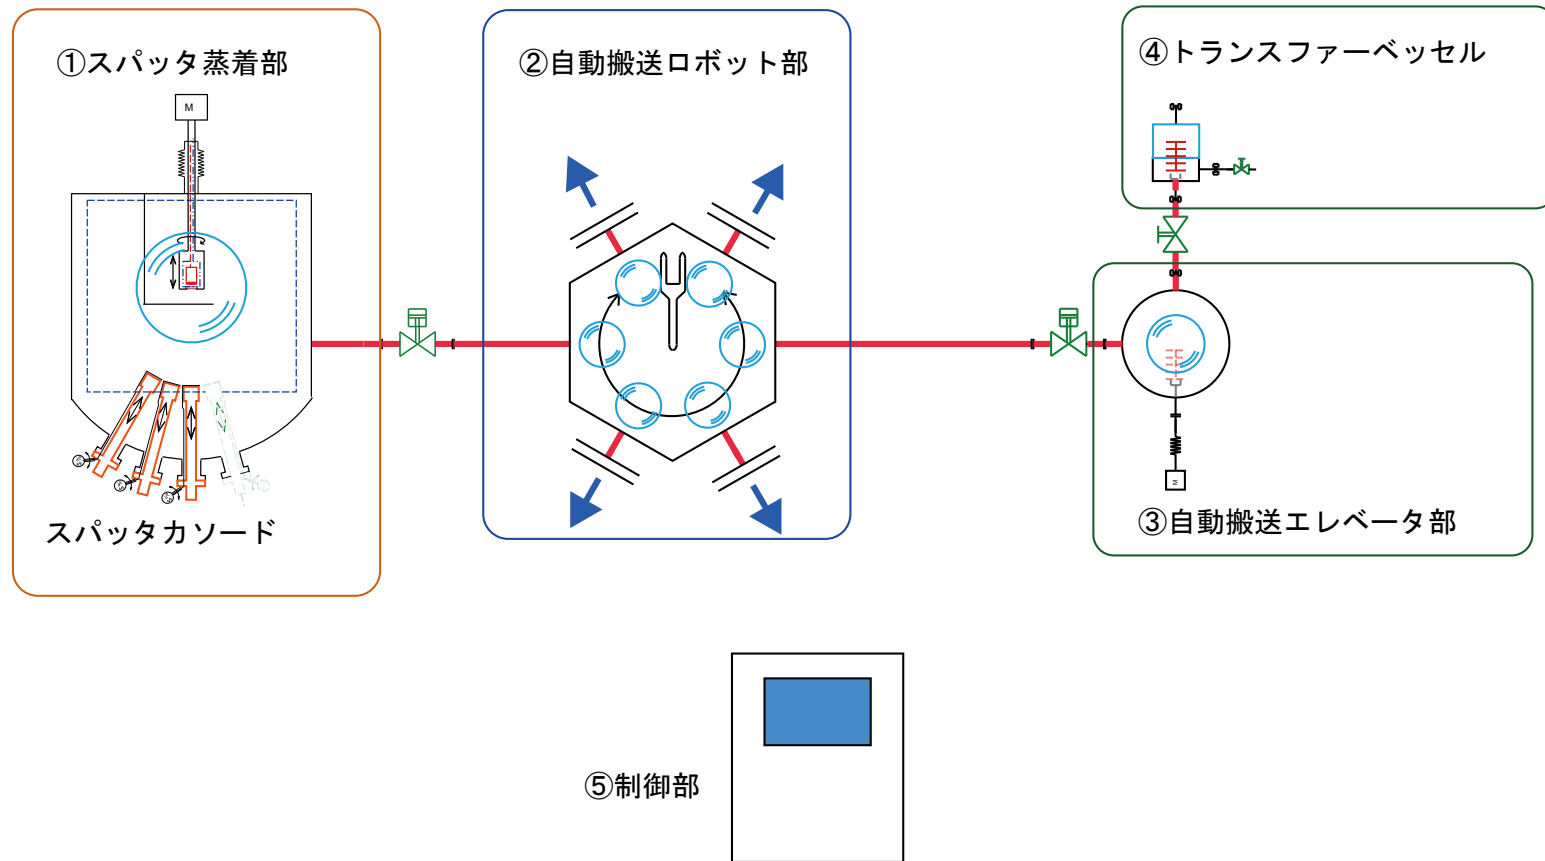 ①スパッタ蒸着部
M
スパッタカソード
②自動搬送ロボット部
④トランスファーベッセル
M
③自動搬送エレベータ部
⑤制御部